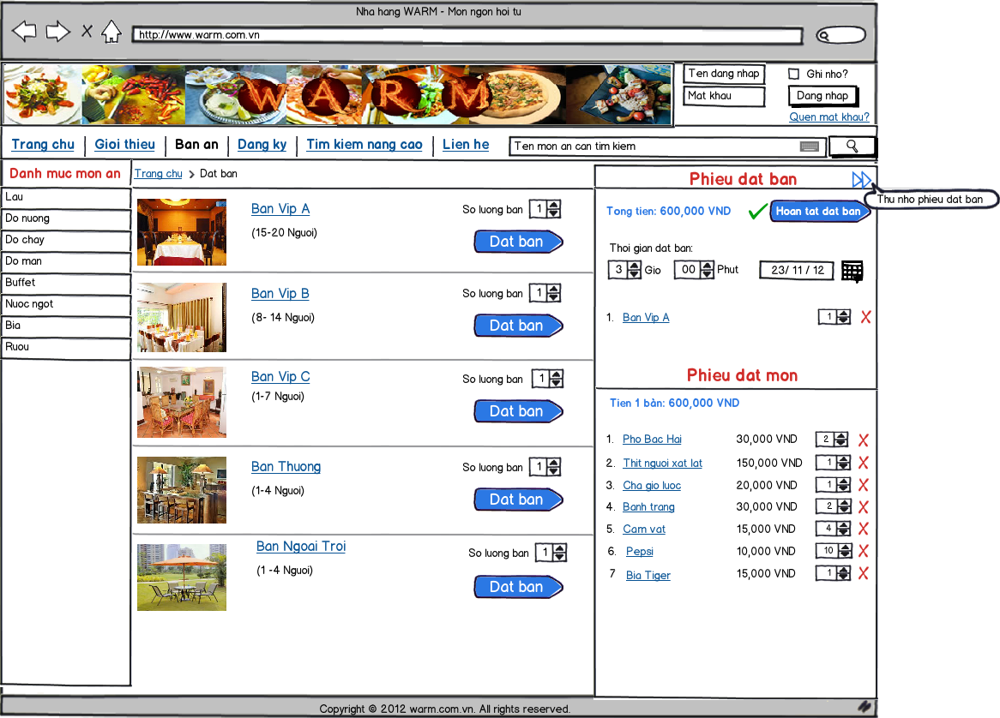 Nha hang WARM - Mon ngon hoi tu
http://www.warm.com.vn
WARM
Ten dang nhap
Ghi nho?
Mat khau
Dang nhap
Quen mat khau?
Trang chu
Gioi thieu
Ban an
Dang ky
Tim kiem nang cao
Lien he
Ten mon an can tim kiem
Danh muc mon an
Lau
Do nuong
Do chay
Do man
Buffet
Nuoc ngot
Bia
Ruou
Trang chu > Dat ban
Ban Vip A
(15-20 Nguoi)
So luong ban 1
Dat ban
Ban Vip B
(8- 14 Nguoi)
So luong ban 1
Dat ban
Ban Vip C
(1-7 Nguoi)
So luong ban 1
Dat ban
Ban Thuong
(1-4 Nguoi)
So luong ban 1
Dat ban
Ban Ngoai Troi
(1 -4 Nguoi)
So luong ban 1
Dat ban
Phieu dat ban
Thu nho phieu dat ban
Tong tien: 600,000 VND
Hoan tat dat ban
Thoi gian dat ban:
3 Gio 00 Phut 23/ 11 / 12
1. Ban Vip A 1 X
Phieu dat mon
Tien 1 bàn: 600,000 VND
1. Pho Bac Hai 30,000 VND 2 X
2. Thit nguoi xat lat 150,000 VND 1 X
3. Cha gio luoc 20,000 VND 1 X
4. Banh trang 30,000 VND 2 X
5. Cam vat 15,000 VND 4 X
6. Pepsi 10,000 VND 10 X
7 Bia Tiger 15,000 VND 1 X
Copyright © 2012 warm.com.vn. All rights reserved.